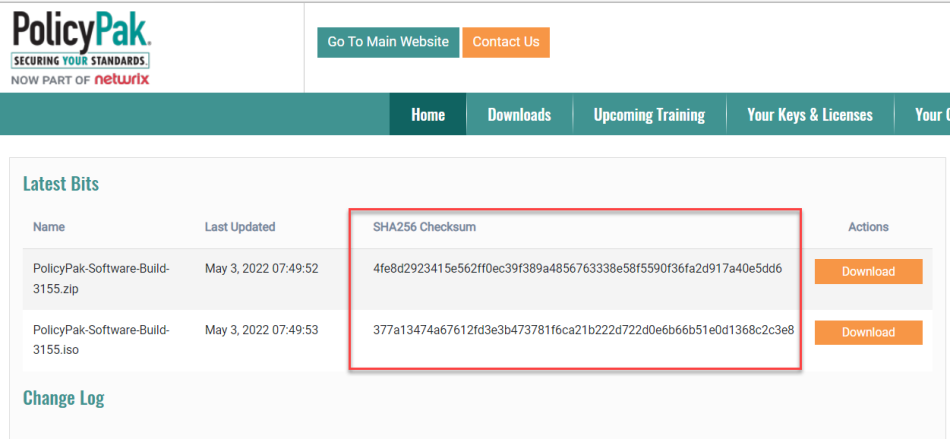 PolicyPak.
SECURING YOUR STANDARDS.
NOW PART OF netwrix
Go To Main Website Contact Us
Home Downloads Upcoming Training Your Keys & Licenses Your
Latest Bits
Name Last Updated SHA256 Checksum Actions
PolicyPak-Software-Build- May 3, 2022 07:49:52 4fe8d2923415e562ff0ec39f389a4856763338e58f5590f36fa2d917a40e5dd6 Download
3155.zip
PolicyPak-Software-Build- May 3, 2022 07:49:53 377a13474a67612fd3e3b473781f6ca21b222d722d0e6b66b51e0d1368c2c3e8 Download
3155.iso
Change Log